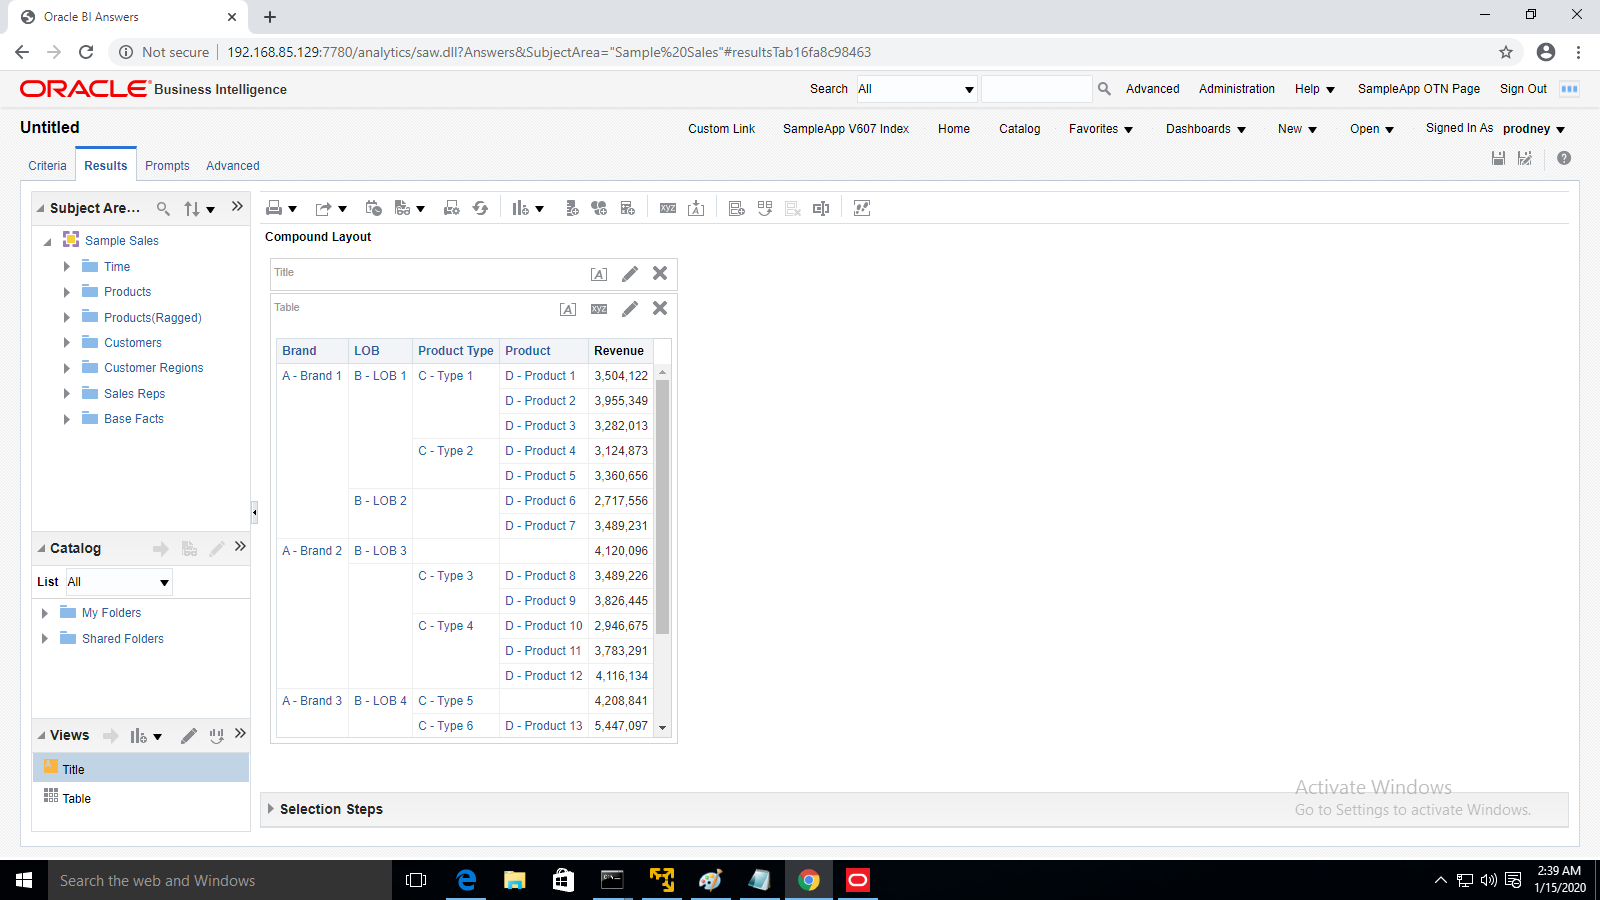 Oracle BI Answers
Not secure | 192.168.85.129:7780/analytics/saw.dll?Answers&SubjectArea="Sample%20Sales"#resultsTab16fa8c98463
ORACLE Business Intelligence
Search All Advanced Administration Help SampleApp OTN Page Sign Out
Untitled
Custom Link SampleApp V607 Index Home Catalog Favorites Dashboards New Open Signed In As prodney
Criteria Results Prompts Advanced
Subject Are...
Sample Sales
Time
Products
Products(Ragged)
Customers
Customer Regions
Sales Reps
Base Facts
Catalog
List All
My Folders
Shared Folders
Views
Title
Table
Compound Layout
Title
Table
Brand LOB Product Type Product Revenue
A - Brand 1 B - LOB 1 C - Type 1 D - Product 1 3,504,122
D - Product 2 3,955,349
D - Product 3 3,282,013
C - Type 2 D - Product 4 3,124,873
D - Product 5 3,360,656
B - LOB 2 D - Product 6 2,717,556
D - Product 7 3,489,231
A - Brand 2 B - LOB 3 4,120,096
C - Type 3 D - Product 8 3,489,226
D - Product 9 3,826,445
C - Type 4 D - Product 10 2,946,675
D - Product 11 3,783,291
D - Product 12 4,116,134
A - Brand 3 B - LOB 4 C - Type 5 4,208,841
C - Type 6 D - Product 13 5,447,097
Selection Steps
Activate Windows
Go to Settings to activate Windows.
Search the web and Windows
2:39 AM
1/15/2020